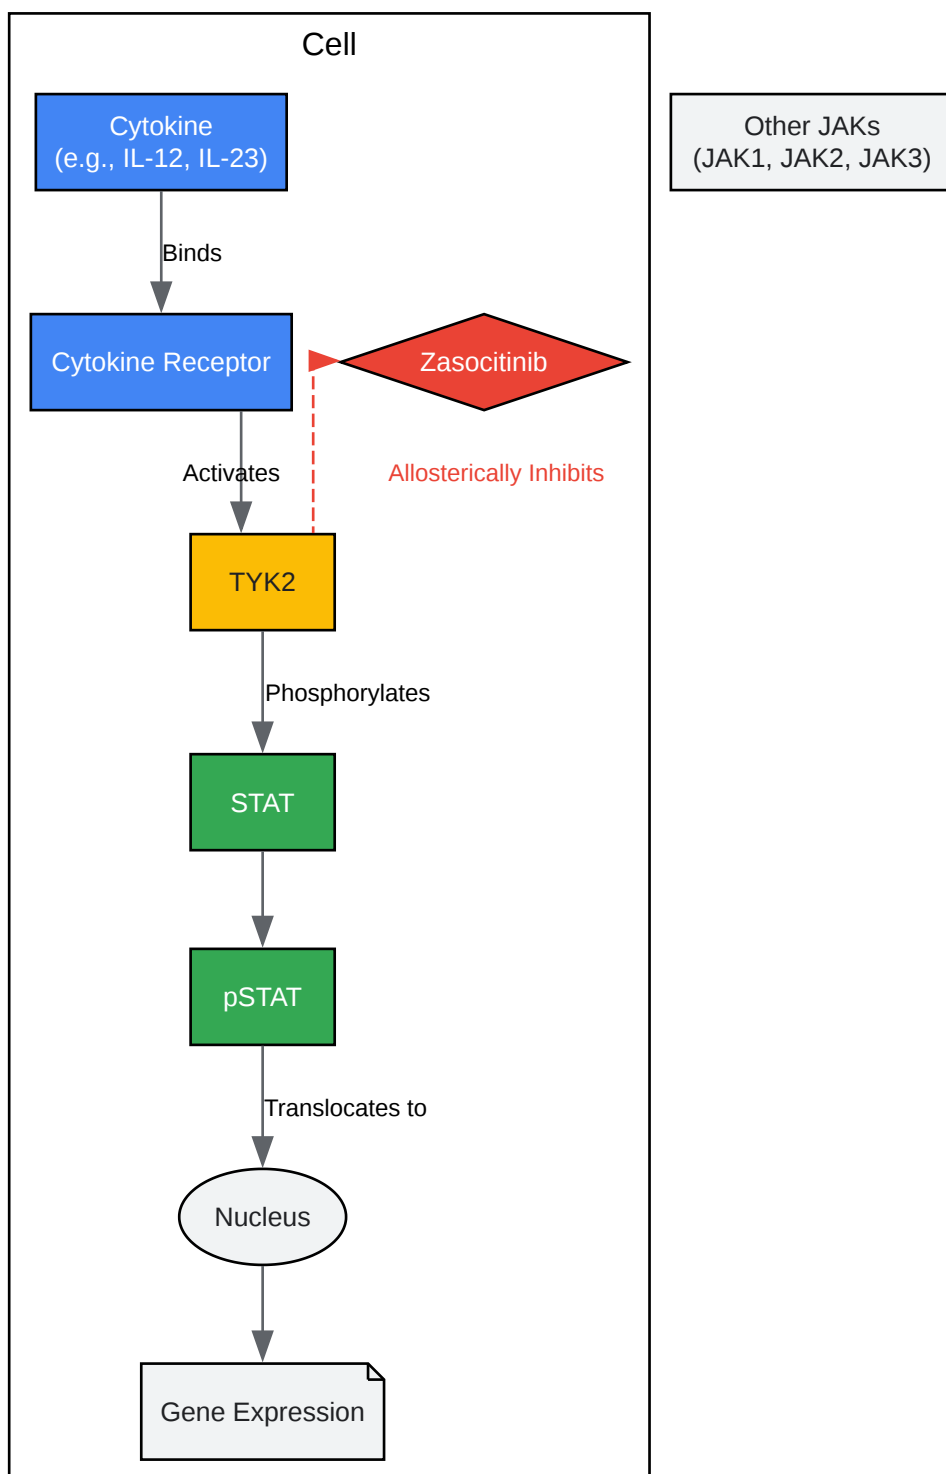 Cell
Cytokine
(e.g., IL-12, IL-23)
Other JAKs
(JAK1, JAK2, JAK3)
Binds
Cytokine Receptor
Zasocitinib
Activates
Allosterically Inhibits
TYK2
Phosphorylates
STAT
pSTAT
Translocates to
Nucleus
Gene Expression